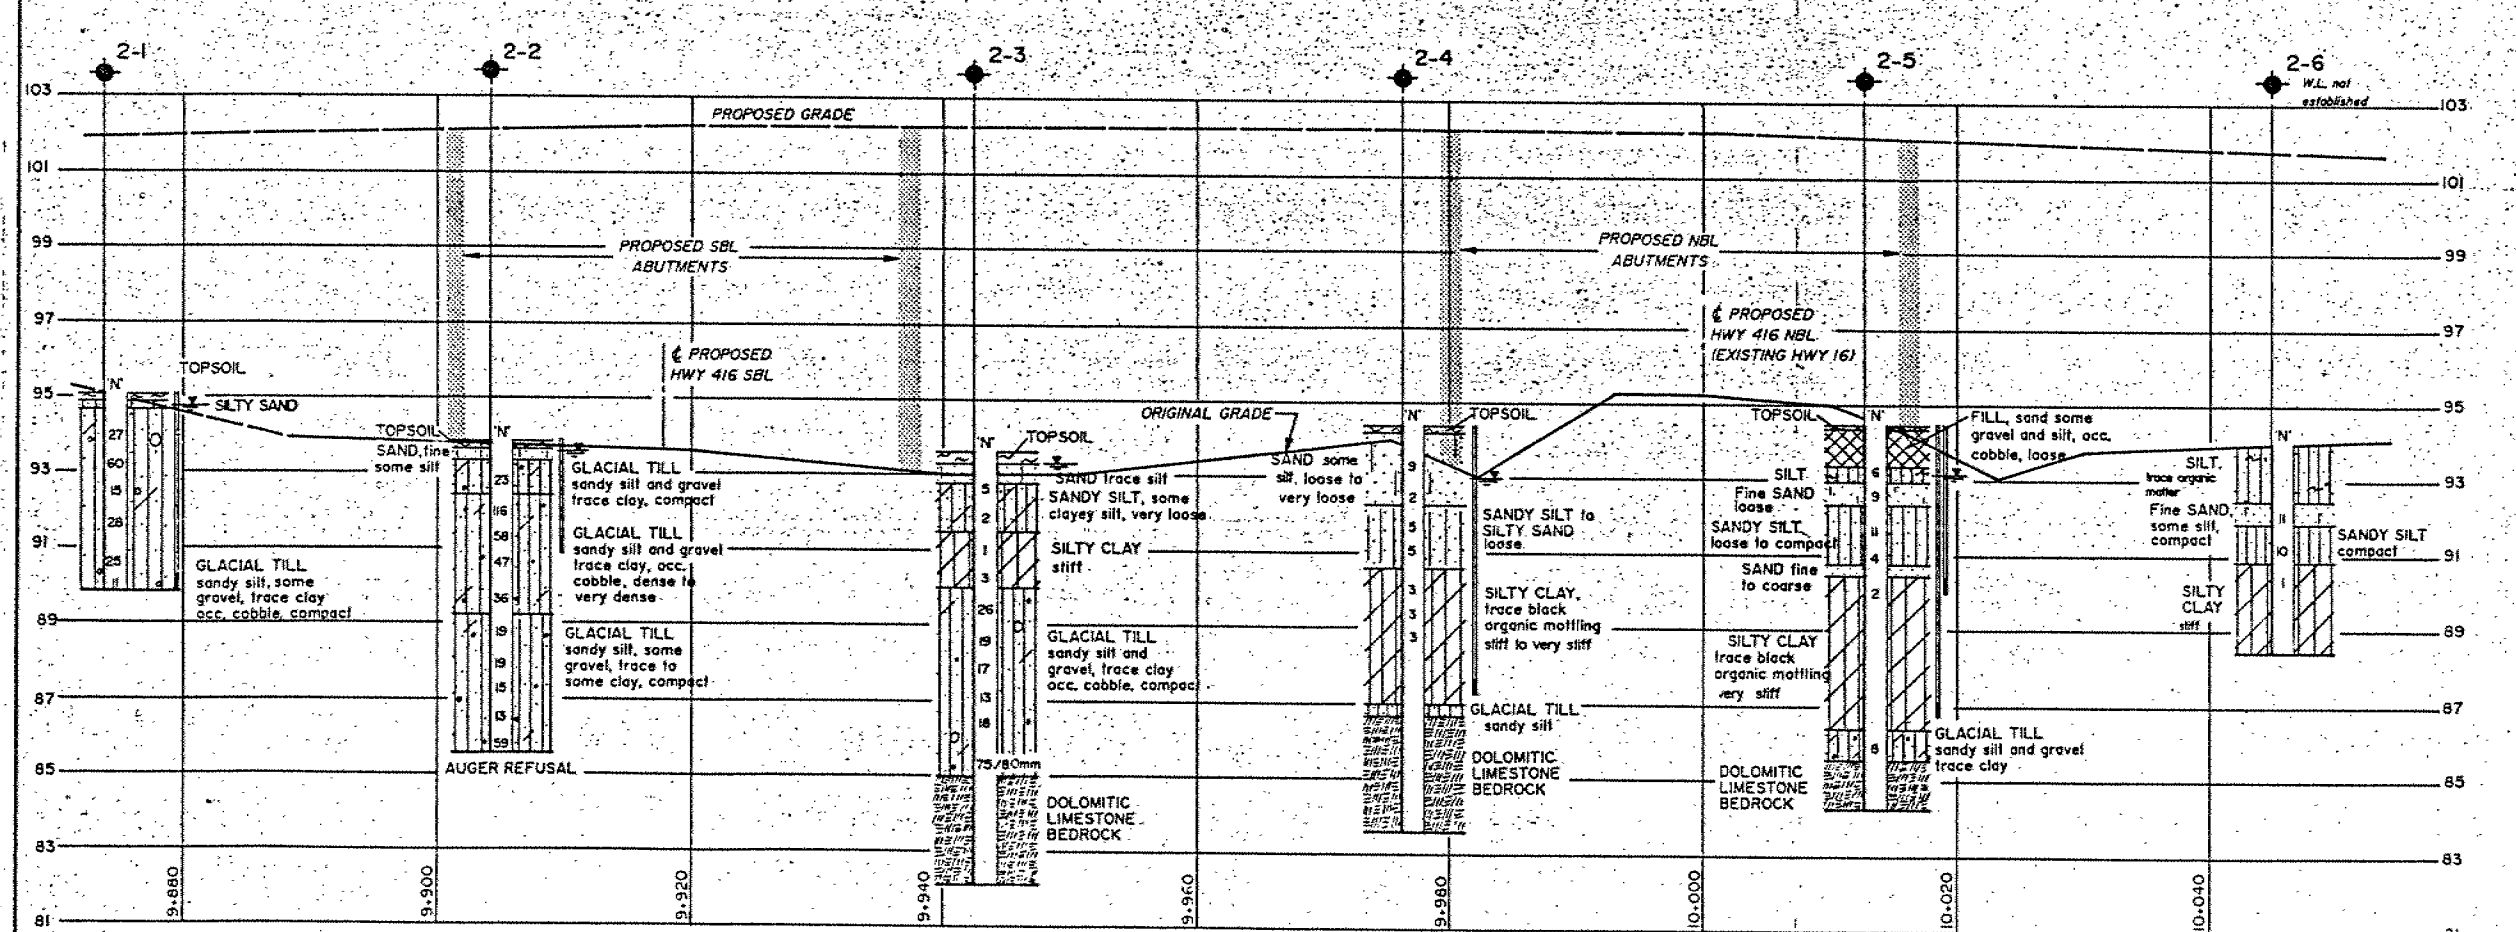 2-1
2-2
2-3
2-4
2-5
2-6
W.L. not
established
103
103
PROPOSED GRADE
101
101
99
99
PROPOSED SBL
ABUTMENTS
PROPOSED NBL
ABUTMENTS
97
97
℄ PROPOSED
HWY 416 SBL
℄ PROPOSED
HWY 416 NBL
(EXISTING HWY 16)
95
95
ORIGINAL GRADE
'N'
TOPSOIL
SILTY SAND
27
60
15
28
25
11
GLACIAL TILL
sandy silt, some
gravel, trace clay
occ. cobble, compact
TOPSOIL
SAND, fine
some silt
'N'
23
116
58
47
36
19
19
15
13
59
GLACIAL TILL
sandy silt and gravel
trace clay, compact
GLACIAL TILL
sandy silt and gravel
trace clay, occ.
cobble, dense to
very dense
GLACIAL TILL
sandy silt, some
gravel, trace to
some clay, compact
AUGER REFUSAL
'N'
TOPSOIL
SAND trace silt
SANDY SILT, some
clayey silt, very loose
SILTY CLAY
stiff
5
2
1
3
26
19
17
13
18
75/80mm
GLACIAL TILL
sandy silt and
gravel, trace clay
occ. cobble, compact
DOLOMITIC
LIMESTONE
BEDROCK
'N'
TOPSOIL
SAND some
silt, loose to
very loose
9
2
5
5
3
3
3
SANDY SILT to
SILTY SAND
loose
SILTY CLAY,
trace black
organic mottling
stiff to very stiff
GLACIAL TILL
sandy silt
DOLOMITIC
LIMESTONE
BEDROCK
TOPSOIL
'N'
FILL, sand some
gravel and silt, occ.
cobble, loose
SILT
Fine SAND
loose
SANDY SILT,
loose to compact
SAND fine
to coarse
6
9
11
4
2
8
SILTY CLAY
trace black
organic mottling
very stiff
GLACIAL TILL
sandy silt and gravel
trace clay
DOLOMITIC
LIMESTONE
BEDROCK
'N'
SILT,
trace organic
matter
Fine SAND,
some silt,
compact
11
10
1
SANDY SILT
compact
SILTY
CLAY
stiff
93
93
91
91
89
89
87
87
85
85
83
83
81
9+880
9+900
9+920
9+940
9+960
9+980
10+000
10+020
10+040